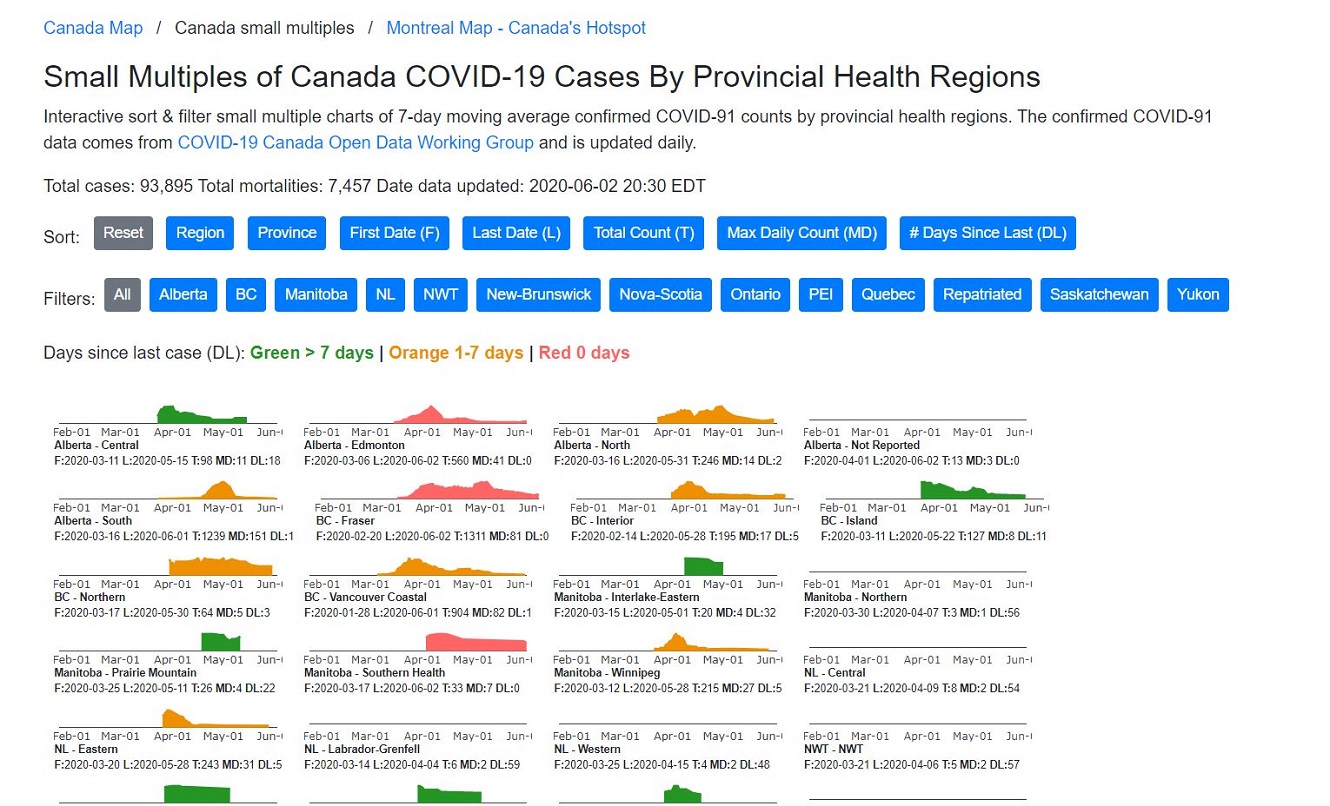 Canada Map / Canada small multiples / Montreal Map - Canada's Hotspot
Small Multiples of Canada COVID-19 Cases By Provincial Health Regions
Interactive sort & filter small multiple charts of 7-day moving average confirmed COVID-91 counts by provincial health regions. The confirmed COVID-91
data comes from COVID-19 Canada Open Data Working Group and is updated daily.
Total cases: 93,895 Total mortalities: 7,457 Date data updated: 2020-06-02 20:30 EDT
Sort: Reset Region Province First Date (F) Last Date (L) Total Count (T) Max Daily Count (MD) # Days Since Last (DL)
Filters: All Alberta BC Manitoba NL NWT New-Brunswick Nova-Scotia Ontario PEI Quebec Repatriated Saskatchewan Yukon
Days since last case (DL): Green > 7 days | Orange 1-7 days | Red 0 days
Feb-01 Mar-01 Apr-01 May-01 Jun-
Alberta - Central
F:2020-03-11 L:2020-05-15 T:98 MD:11 DL:18
Feb-01 Mar-01 Apr-01 May-01 Jun-
Alberta - Edmonton
F:2020-03-06 L:2020-06-02 T:560 MD:41 DL:0
Feb-01 Mar-01 Apr-01 May-01 Jun-
Alberta - North
F:2020-03-16 L:2020-05-31 T:246 MD:14 DL:2
Feb-01 Mar-01 Apr-01 May-01 Jun-
Alberta - Not Reported
F:2020-04-01 L:2020-06-02 T:13 MD:3 DL:0
Feb-01 Mar-01 Apr-01 May-01 Jun-
Alberta - South
F:2020-03-16 L:2020-06-01 T:1239 MD:151 DL:1
Feb-01 Mar-01 Apr-01 May-01 Jun-
BC - Fraser
F:2020-02-20 L:2020-06-02 T:1311 MD:81 DL:0
Feb-01 Mar-01 Apr-01 May-01 Jun-
BC - Interior
F:2020-02-14 L:2020-05-28 T:195 MD:17 DL:5
Feb-01 Mar-01 Apr-01 May-01 Jun-
BC - Island
F:2020-03-11 L:2020-05-22 T:127 MD:8 DL:11
Feb-01 Mar-01 Apr-01 May-01 Jun-
BC - Northern
F:2020-03-17 L:2020-05-30 T:64 MD:5 DL:3
Feb-01 Mar-01 Apr-01 May-01 Jun-
BC - Vancouver Coastal
F:2020-01-28 L:2020-06-01 T:904 MD:82 DL:1
Feb-01 Mar-01 Apr-01 May-01 Jun-
Manitoba - Interlake-Eastern
F:2020-03-15 L:2020-05-01 T:20 MD:4 DL:32
Feb-01 Mar-01 Apr-01 May-01 Jun-
Manitoba - Northern
F:2020-03-30 L:2020-04-07 T:3 MD:1 DL:56
Feb-01 Mar-01 Apr-01 May-01 Jun-
Manitoba - Prairie Mountain
F:2020-03-25 L:2020-05-11 T:26 MD:4 DL:22
Feb-01 Mar-01 Apr-01 May-01 Jun-
Manitoba - Southern Health
F:2020-03-17 L:2020-06-02 T:33 MD:7 DL:0
Feb-01 Mar-01 Apr-01 May-01 Jun-
Manitoba - Winnipeg
F:2020-03-12 L:2020-05-28 T:215 MD:27 DL:5
Feb-01 Mar-01 Apr-01 May-01 Jun-
NL - Central
F:2020-03-21 L:2020-04-09 T:8 MD:2 DL:54
Feb-01 Mar-01 Apr-01 May-01 Jun-
NL - Eastern
F:2020-03-20 L:2020-05-28 T:243 MD:31 DL:5
Feb-01 Mar-01 Apr-01 May-01 Jun-
NL - Labrador-Grenfell
F:2020-03-14 L:2020-04-04 T:6 MD:2 DL:59
Feb-01 Mar-01 Apr-01 May-01 Jun-
NL - Western
F:2020-03-25 L:2020-04-15 T:4 MD:2 DL:48
Feb-01 Mar-01 Apr-01 May-01 Jun-
NWT - NWT
F:2020-03-21 L:2020-04-06 T:5 MD:2 DL:57